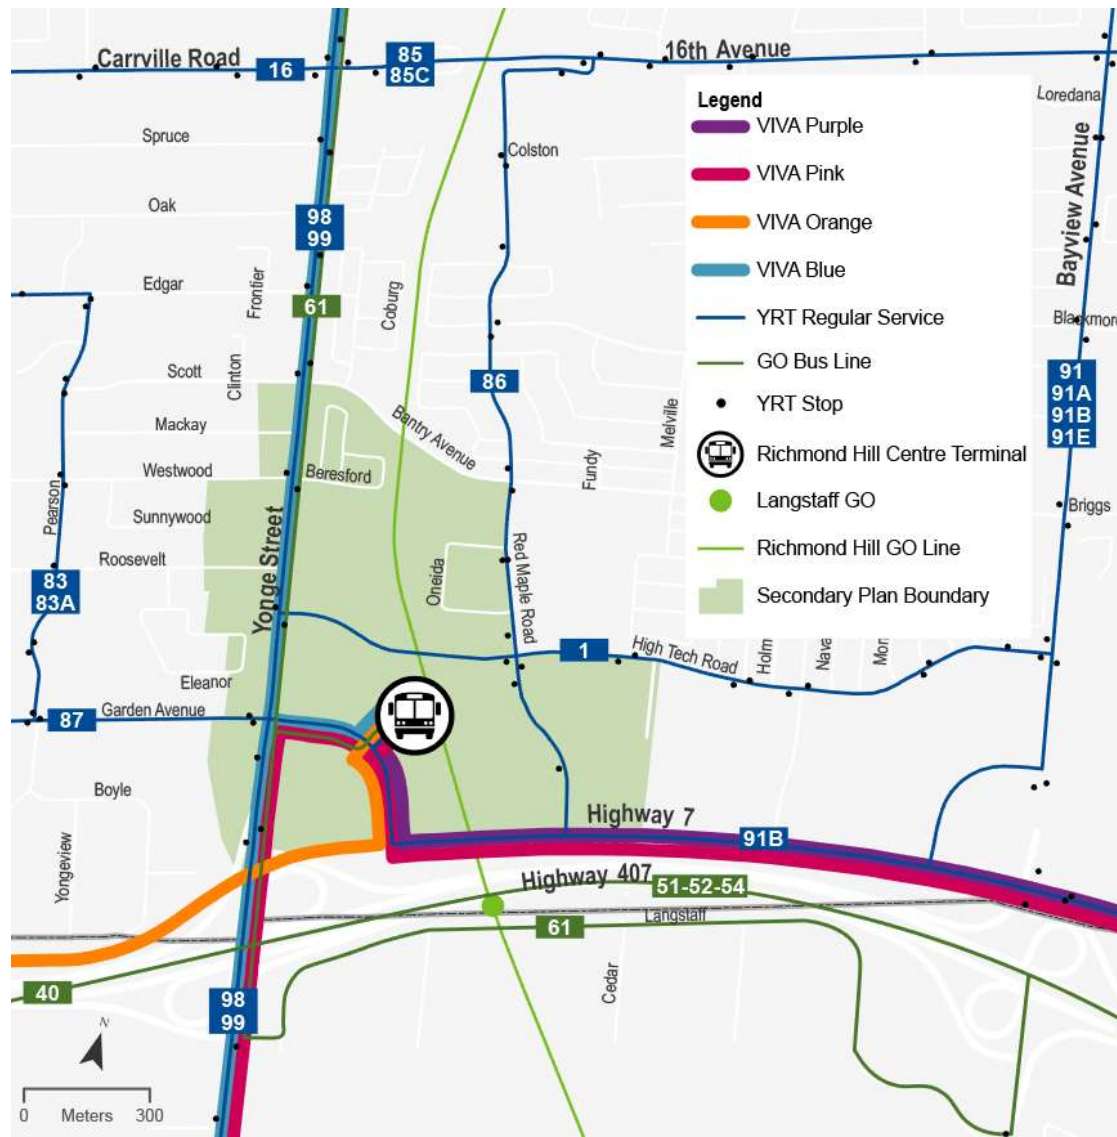 Carrville Road
16
85
85C
16th Avenue
Legend
VIVA Purple
VIVA Pink
VIVA Orange
VIVA Blue
YRT Regular Service
GO Bus Line
YRT Stop
Richmond Hill Centre Terminal
Langstaff GO
Richmond Hill GO Line
Secondary Plan Boundary
Loredana
Bayview Avenue
Spruce
Colston
Oak
98
99
Edgar
Frontier
61
Coburg
Blackmore
Scott
Clinton
86
91
91A
91B
91E
Mackay
Bantry Avenue
Melville
Westwood
Beresford
Fundy
Pearson
Sunnywood
Briggs
Roosevelt
Yonge Street
Oneida
Red Maple Road
83
83A
1
High Tech Road
Holm
Nava
Mor
Eleanor
87
Garden Avenue
Boyle
Highway 7
91B
Yongeview
Highway 407
51-52-54
Langstaff
61
Cedar
40
98
99
N
0
Meters
300